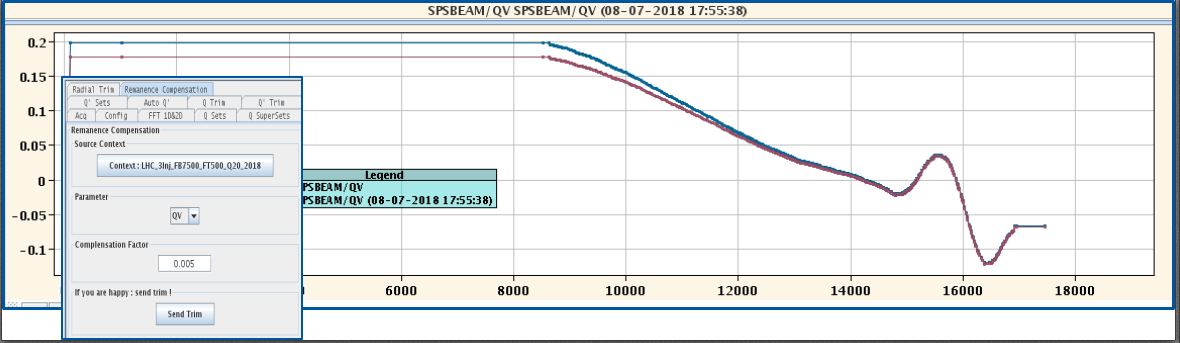 SPSBEAM/QV SPSBEAM/QV (08-07-2018 17:55:38)
0.2
0.15
0.1
0.05
0
-0.05
-0.1
Radial Trim Remanence Compensation
Q' Sets Auto Q' Q Trim Q' Trim
Acq Config FFT 1D&2D Q Sets Q SuperSets
Remanence Compensation
Source Context
Context : LHC_3Inj_FB7500_FT500_Q20_2018
Parameter
QV
Complensation Factor
0.005
If you are happy : send trim !
Send Trim
Legend
PSBEAM/QV
PSBEAM/QV (08-07-2018 17:55:38)
6000 8000 10000 12000 14000 16000 18000